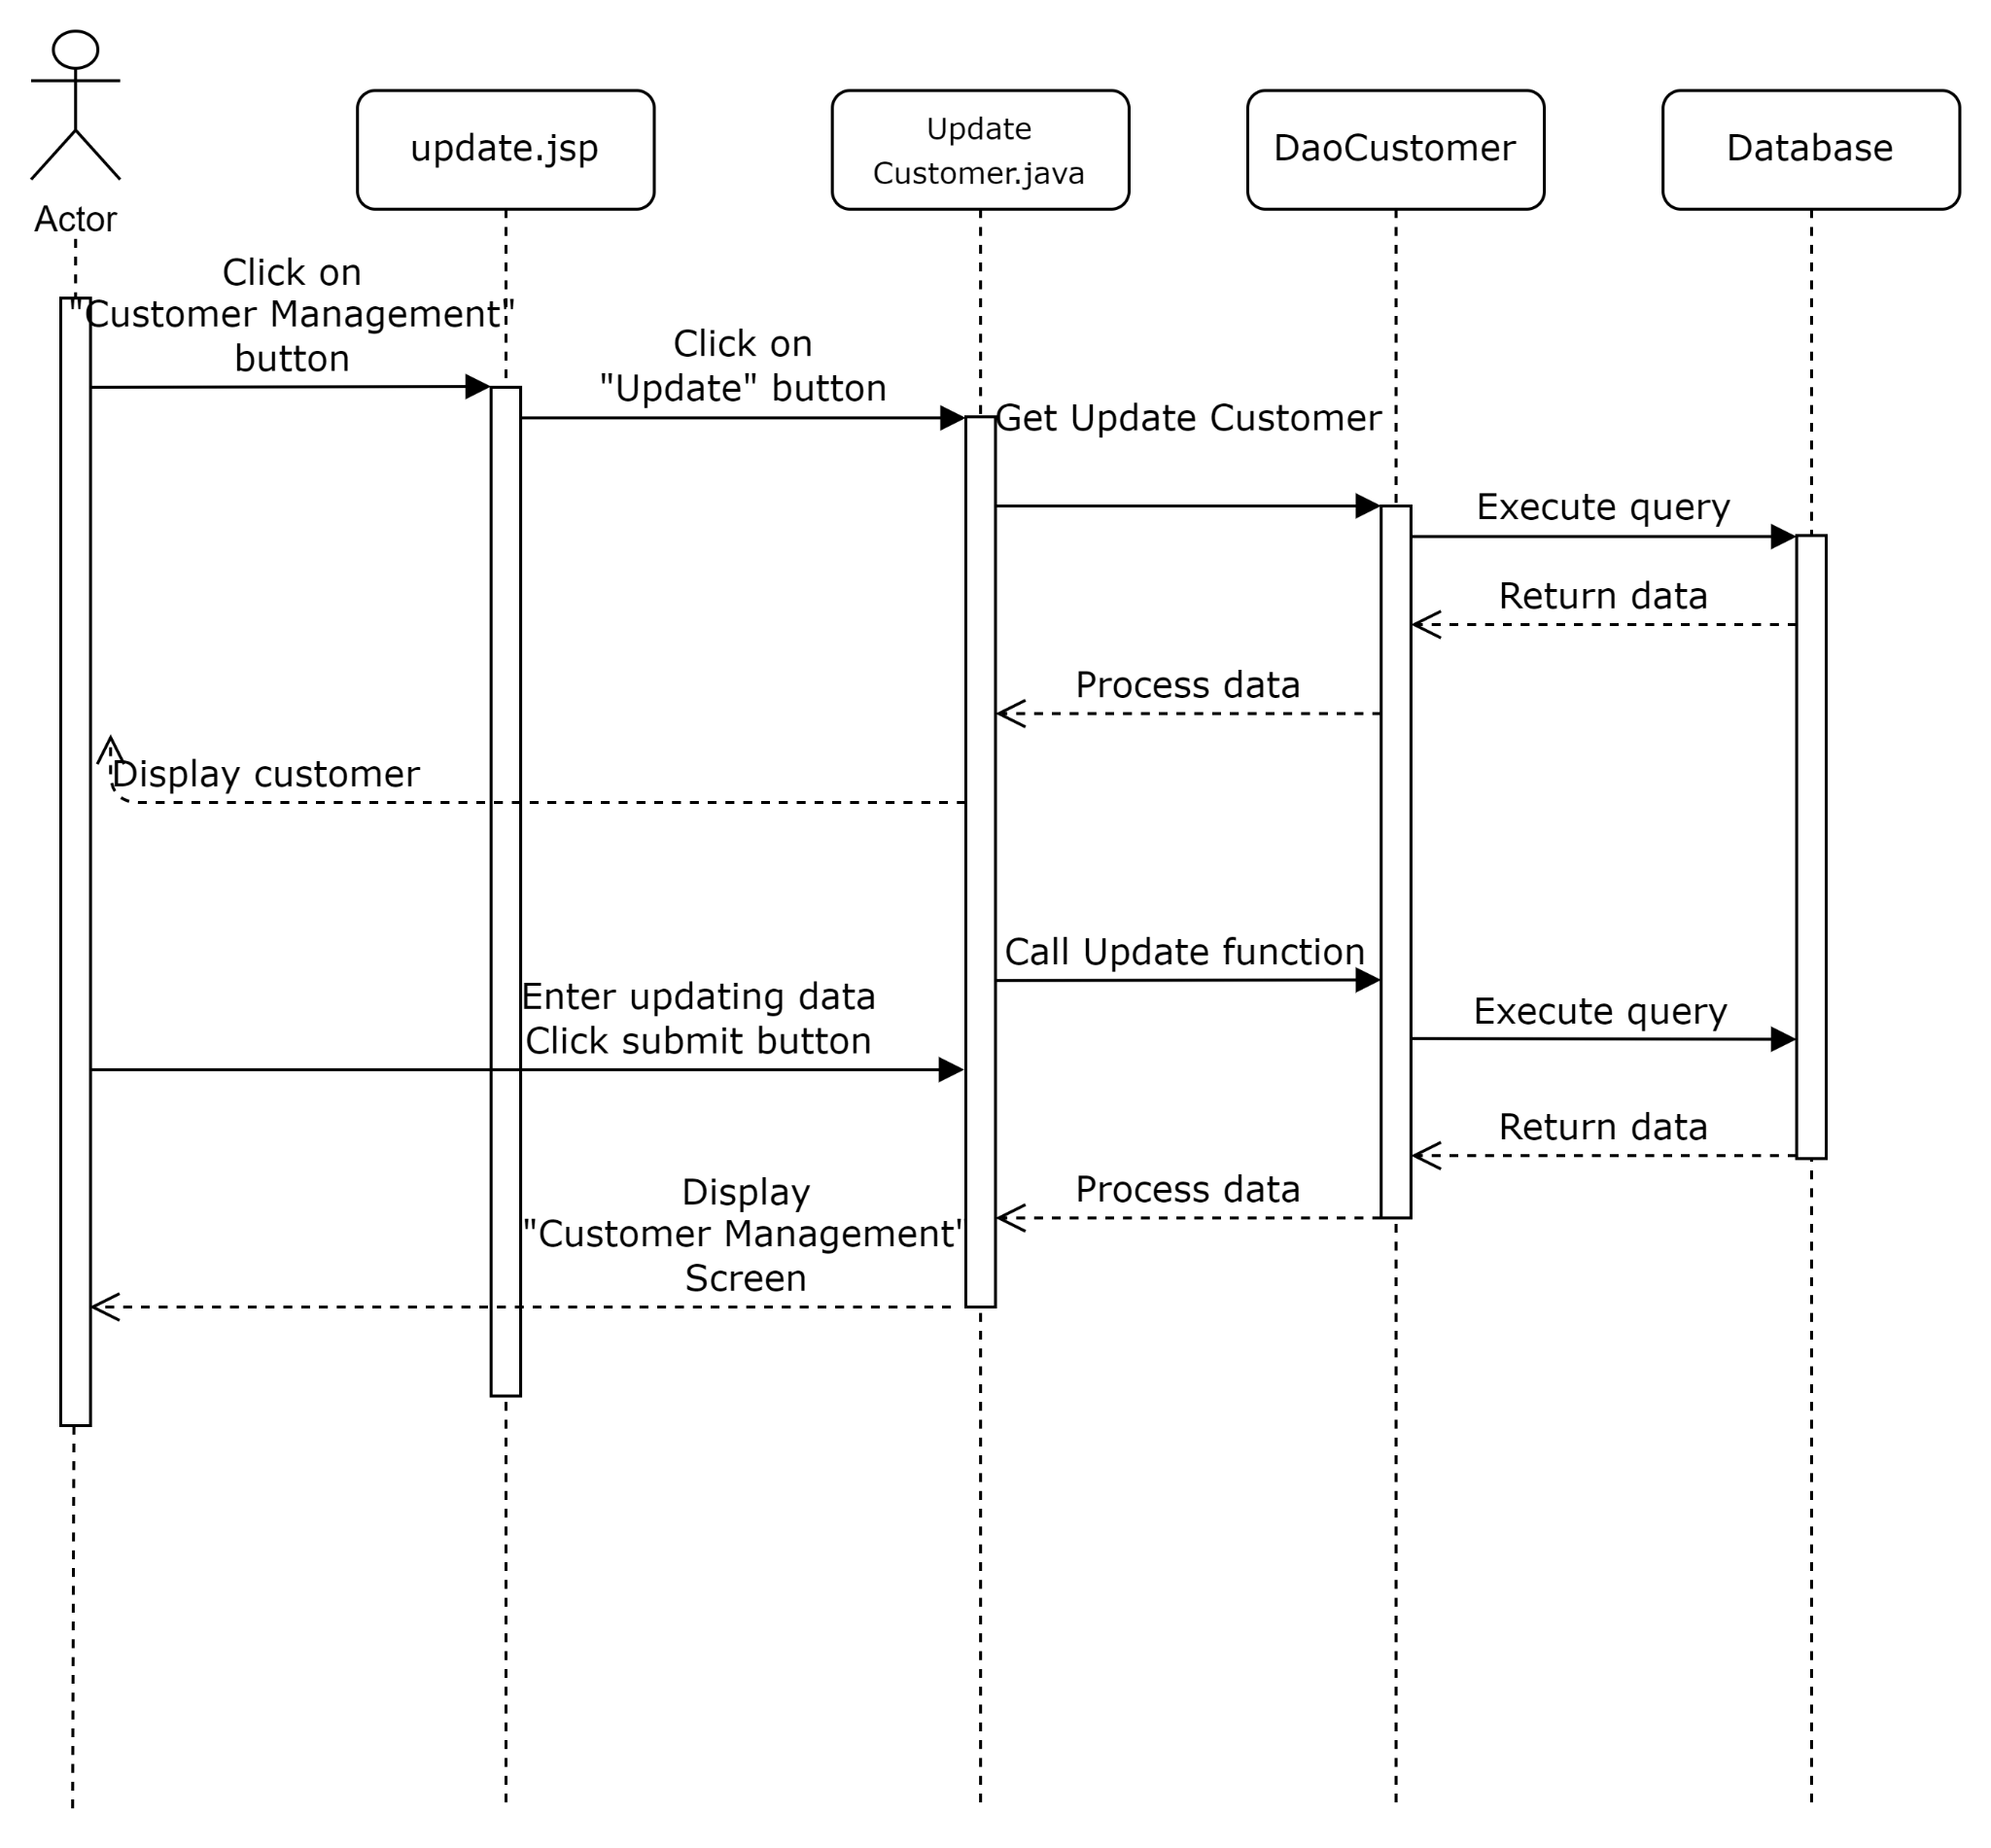 Actor
update.jsp
Update
Customer.java
DaoCustomer
Database
Click on
"Customer Management"
button
Click on
"Update" button
Get Update Customer
Execute query
Return data
Process data
Display customer
Call Update function
Enter updating data
Click submit button
Execute query
Return data
Process data
Display
"Customer Management"
Screen